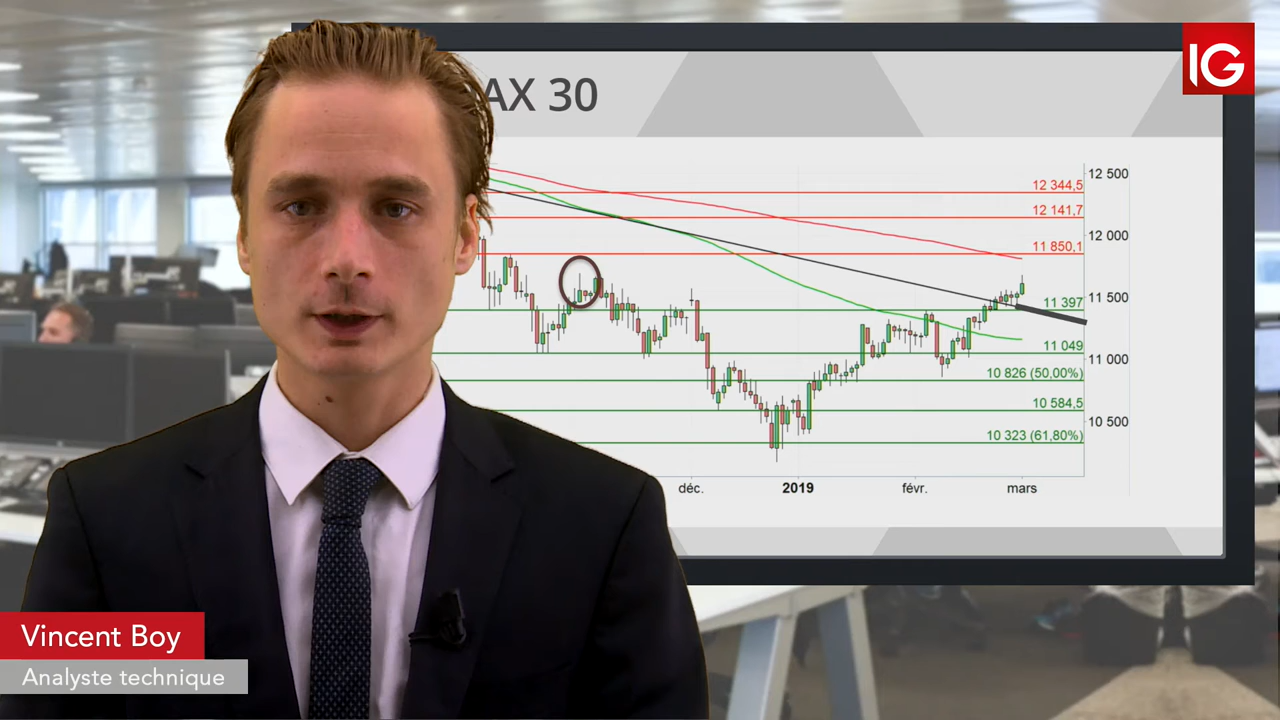 IG
AX 30
12 500
12 344,5
12 141,7
12 000
11 850,1
11 500
11 397
11 049
11 000
10 826 (50,00%)
10 584,5
10 500
10 323 (61,80%)
déc.
2019
févr.
mars
Vincent Boy
Analyste technique